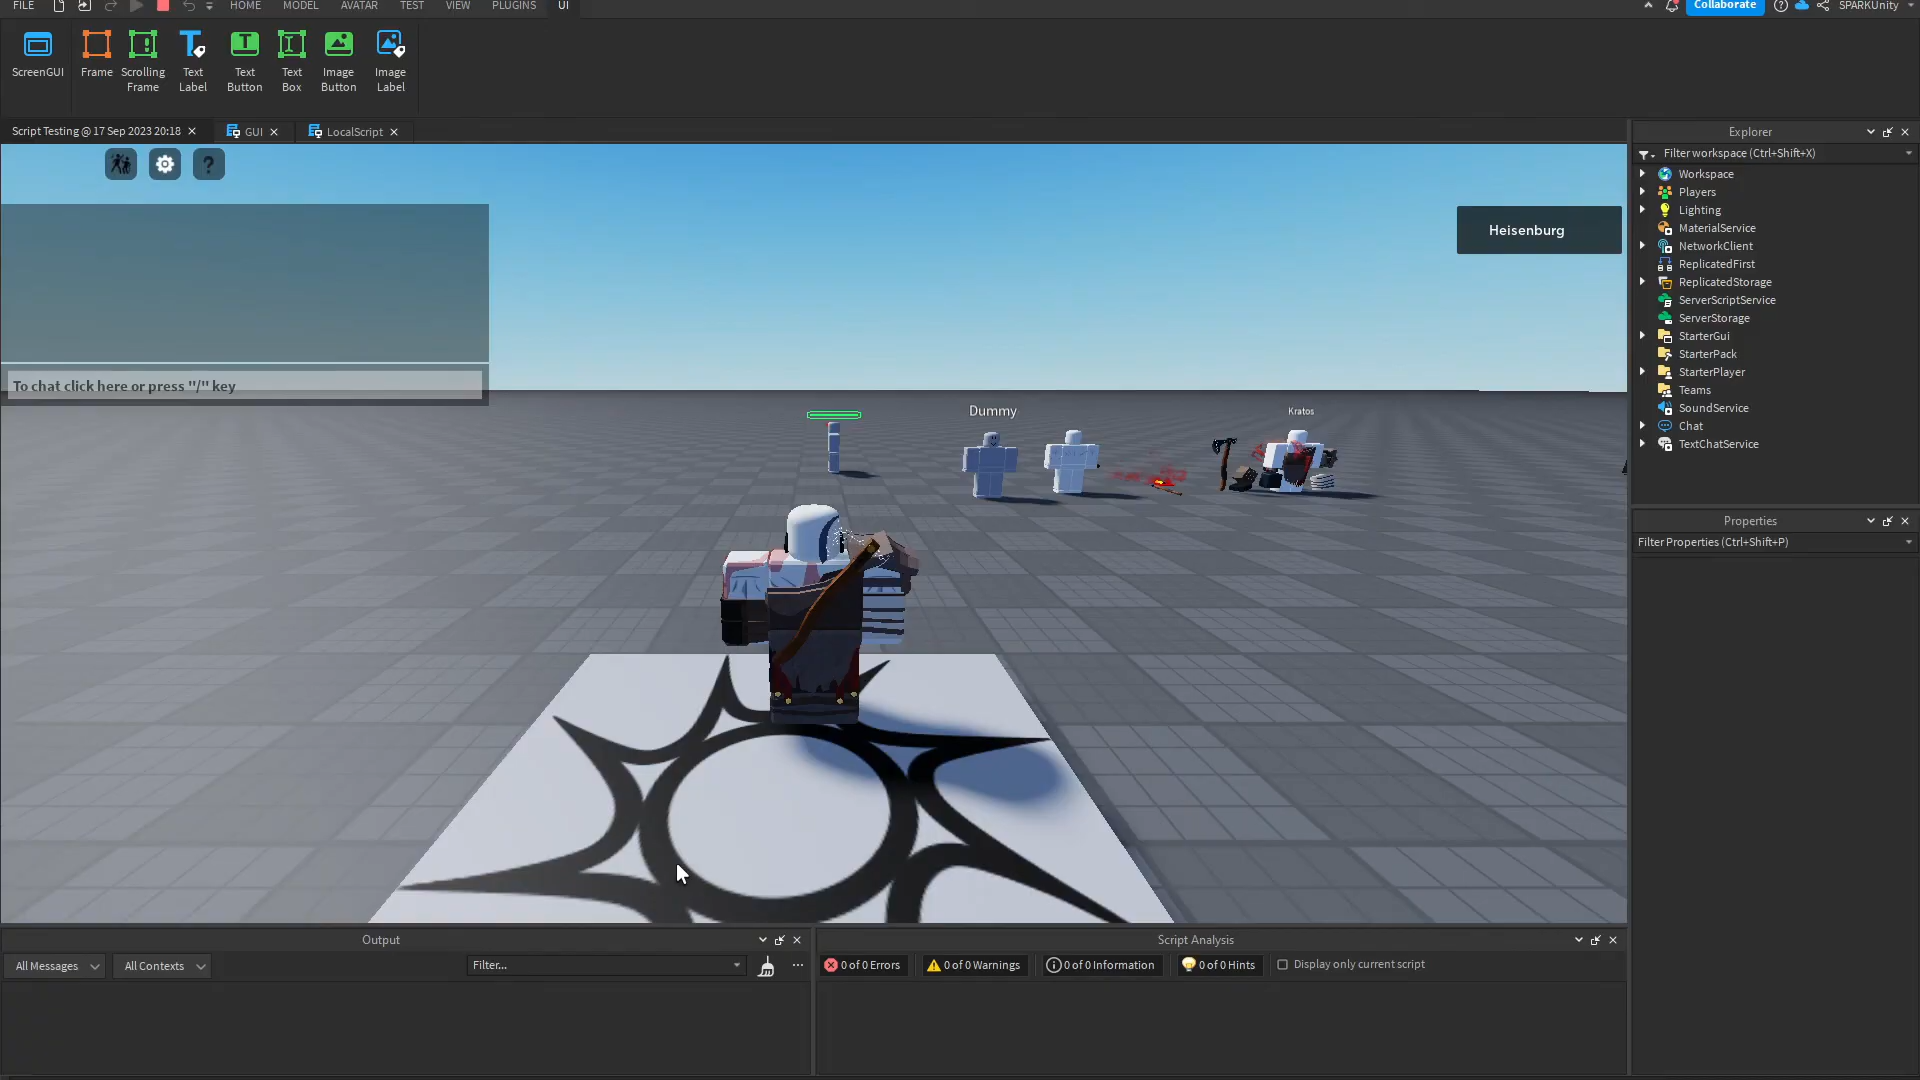 FILE HOME MODEL AVATAR TEST VIEW PLUGINS UI Collaborate SPARKUnity
ScreenGUI
Frame
Scrolling
Frame
Text
Label
Text
Button
Text
Box
Image
Button
Image
Label
Script Testing @ 17 Sep 2023 20:18 GUI LocalScript
Explorer
Filter workspace (Ctrl+Shift+X)
Workspace
Players
Lighting
MaterialService
NetworkClient
ReplicatedFirst
ReplicatedStorage
ServerScriptService
ServerStorage
StarterGui
StarterPack
StarterPlayer
Teams
SoundService
Chat
TextChatService
Heisenburg
To chat click here or press "/" key
Dummy
Kratos
Properties
Filter Properties (Ctrl+Shift+P)
Output
All Messages All Contexts Filter... ...
Script Analysis
0 of 0 Errors 0 of 0 Warnings 0 of 0 Information 0 of 0 Hints Display only current script